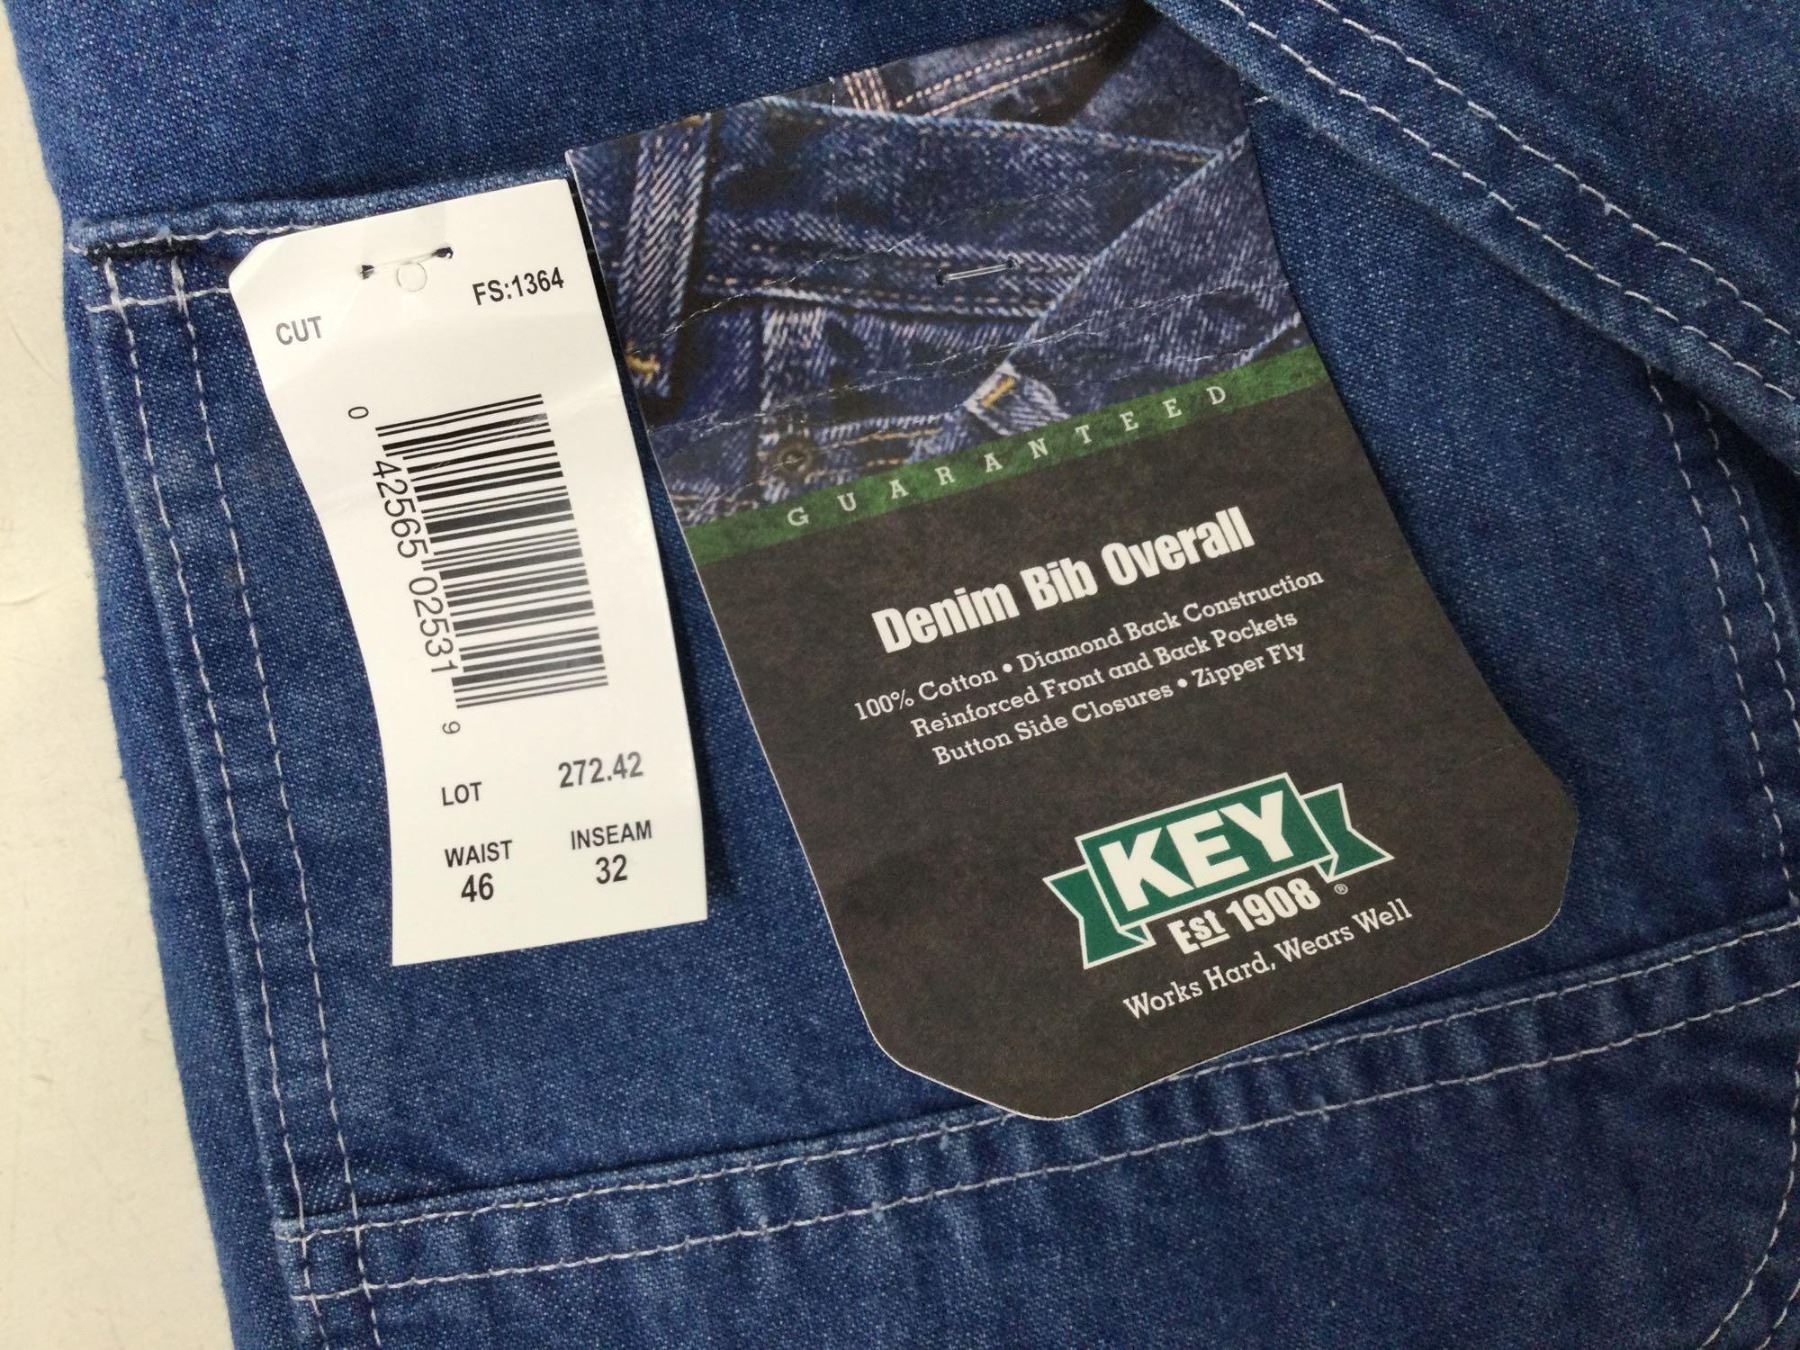 FS:1364
CUT
0 42565 02531 9
LOT 272.42
WAIST INSEAM
46 32
GUARANTEED
Denim Bib Overall
100% Cotton • Diamond Back Construction
Reinforced Front and Back Pockets
Button Side Closures • Zipper Fly
KEY
Est 1908 ®
Works Hard, Wears Well